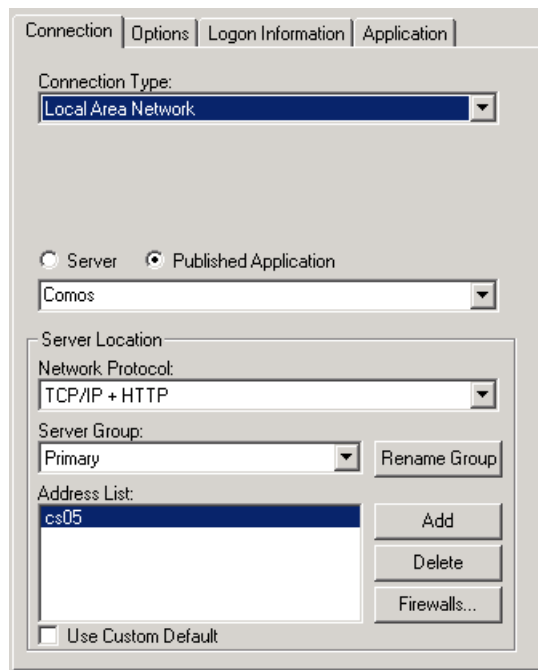 Connection Options Logon Information Application
Connection Type:
Local Area Network
Server Published Application
Comos
Server Location
Network Protocol:
TCP/IP + HTTP
Server Group:
Primary Rename Group
Address List:
cs05 Add
Delete
Firewalls...
Use Custom Default